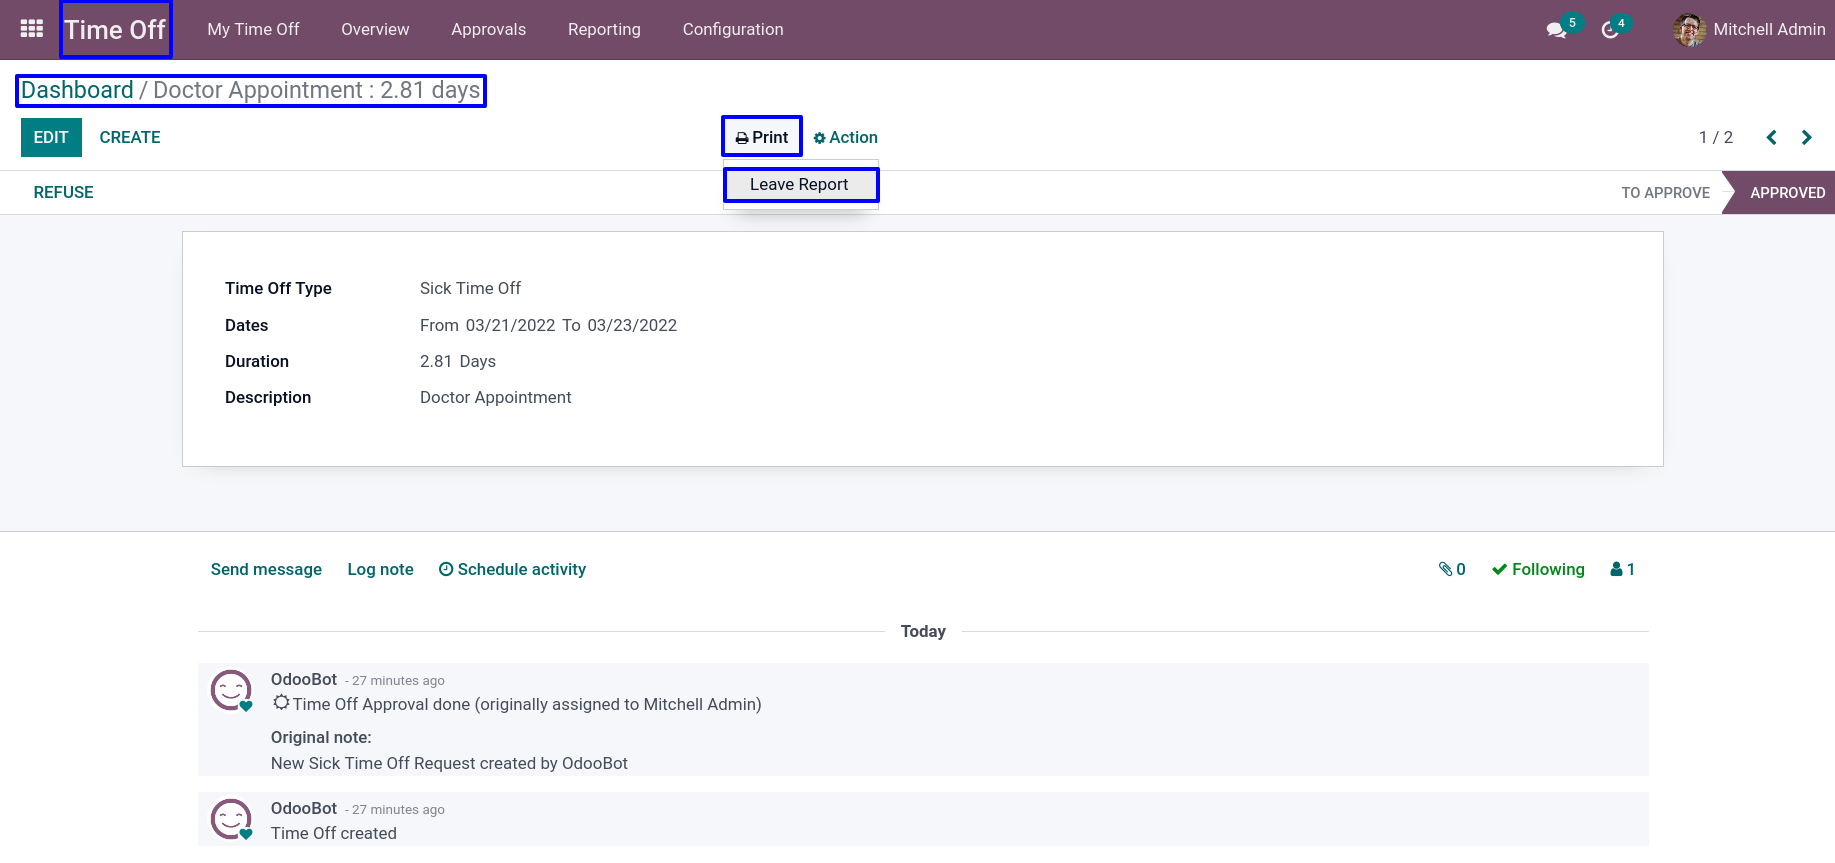 Time Off My Time Off Overview Approvals Reporting Configuration 5 4 Mitchell Admin
Dashboard / Doctor Appointment : 2.81 days
EDIT CREATE Print Action 1 / 2
Leave Report
REFUSE TO APPROVE APPROVED
Time Off Type Sick Time Off
Dates From 03/21/2022 To 03/23/2022
Duration 2.81 Days
Description Doctor Appointment
Send message Log note Schedule activity 0 Following 1
Today
OdooBot - 27 minutes ago
Time Off Approval done (originally assigned to Mitchell Admin)
Original note:
New Sick Time Off Request created by OdooBot
OdooBot - 27 minutes ago
Time Off created